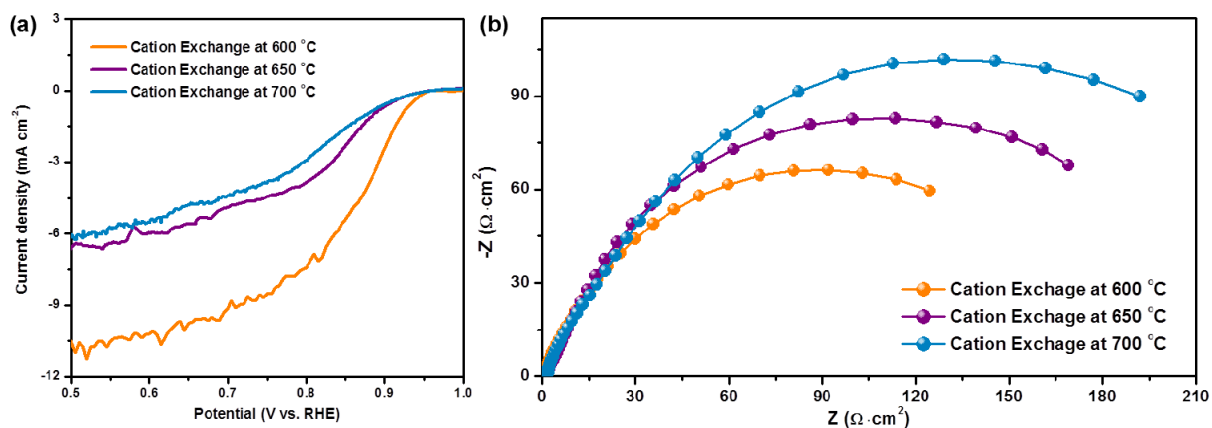 (a)
3
0
-3
-6
-9
-12
Current density (mA cm⁻²)
Cation Exchange at 600 °C
Cation Exchange at 650 °C
Cation Exchange at 700 °C
0.5 0.6 0.7 0.8 0.9 1.0
Potential (V vs. RHE)
(b)
90
60
30
0
-Z (Ω·cm²)
Cation Exchage at 600 °C
Cation Exchange at 650 °C
Cation Exchange at 700 °C
0 30 60 90 120 150 180 210
Z (Ω·cm²)